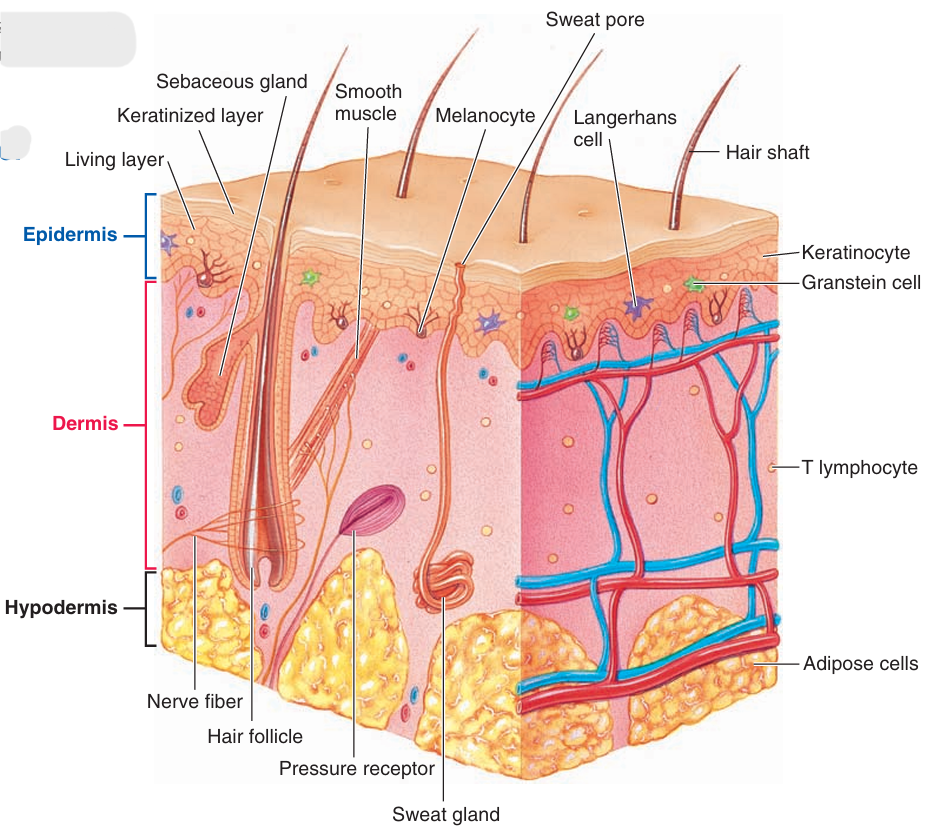 Sweat pore
Sebaceous gland
Smooth
muscle
Keratinized layer
Melanocyte
Langerhans
cell
Living layer
Hair shaft
Epidermis
Keratinocyte
Granstein cell
Dermis
T lymphocyte
Hypodermis
Adipose cells
Nerve fiber
Hair follicle
Pressure receptor
Sweat gland